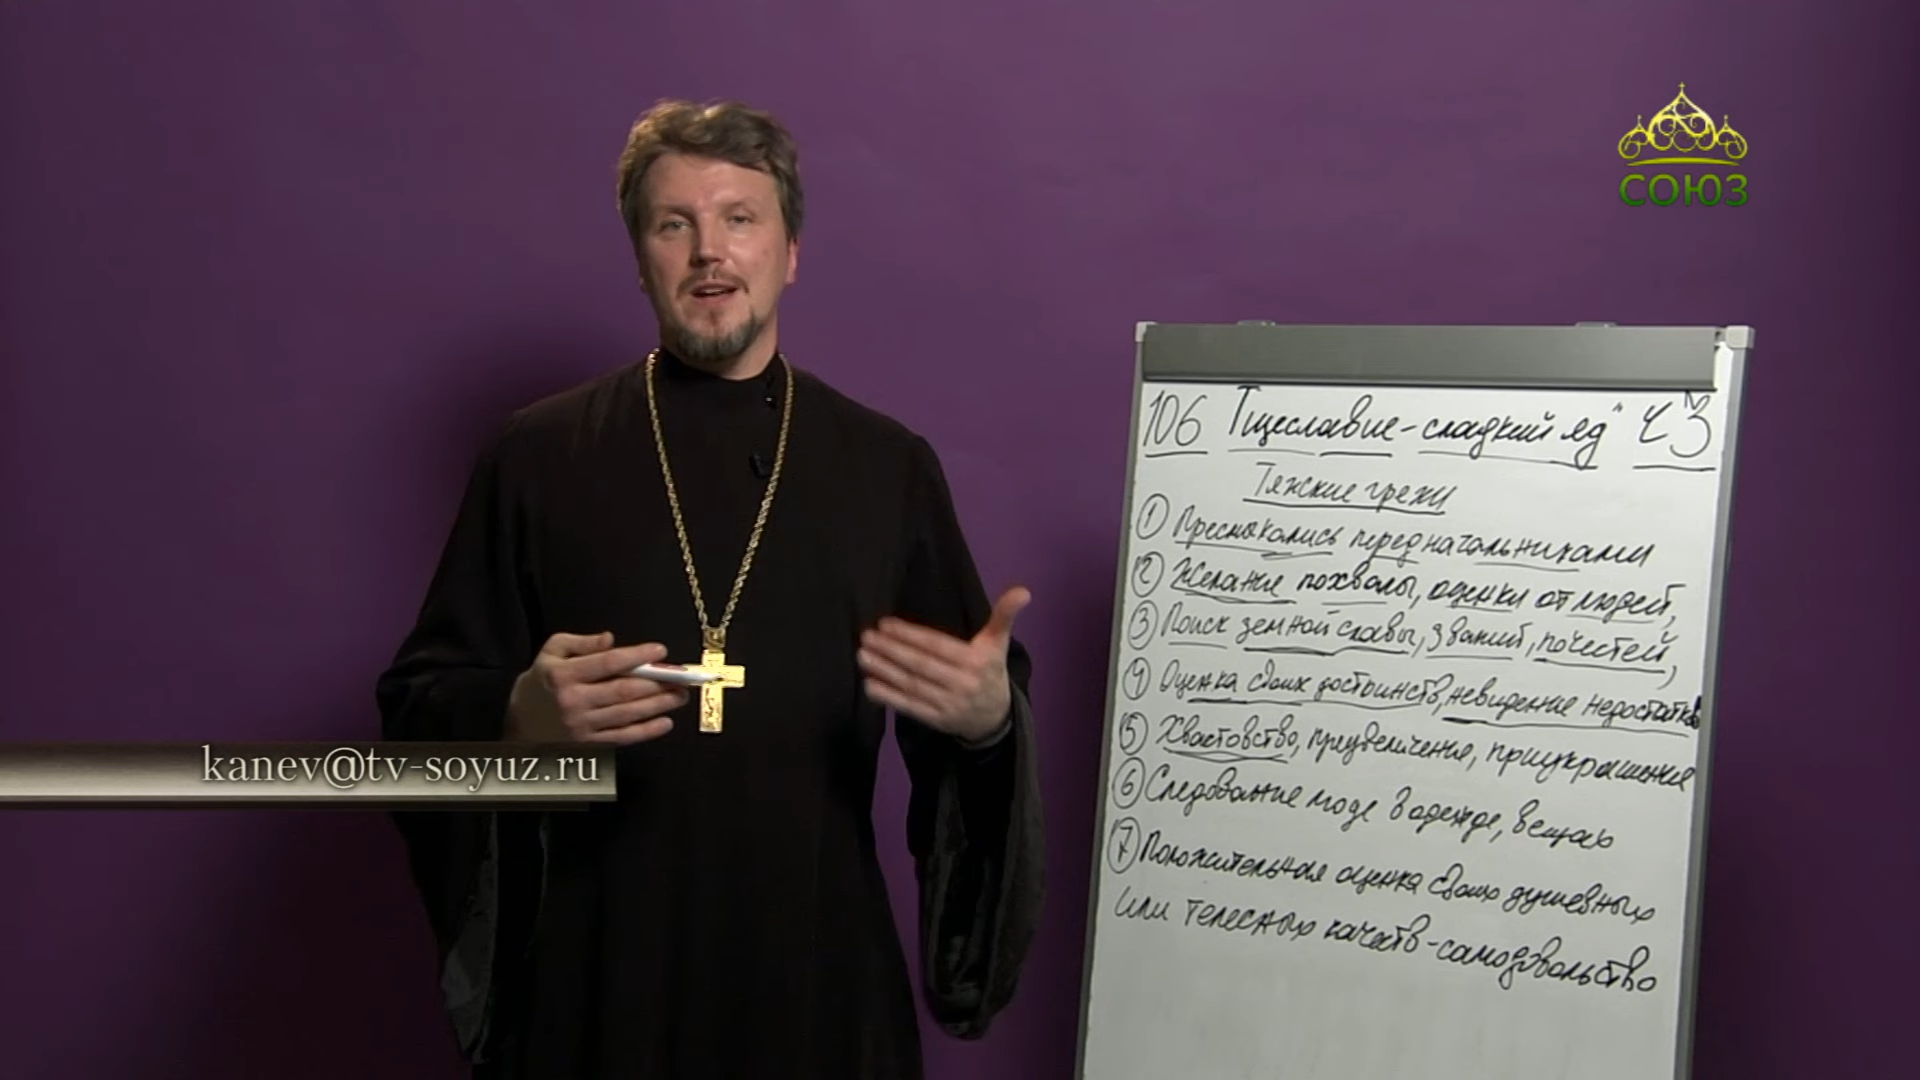 СОЮЗ
106 Тщеславие-сладкий яд" ч3
Тяжкие грехи
① Пресмыкались перед начальниками
② Желание похвалы, оценки от людей,
③ Поиск земной славы, званий, почестей,
④ Оценка своих достоинств, невидение недостатков
⑤ Хвастовство, преувеличение, приукрашения
⑥ Следование моде в одежде, вещах
⑦ Положительная оценка своих душевных
или телесных качеств-самодовольство
kanev@tv-soyuz.ru